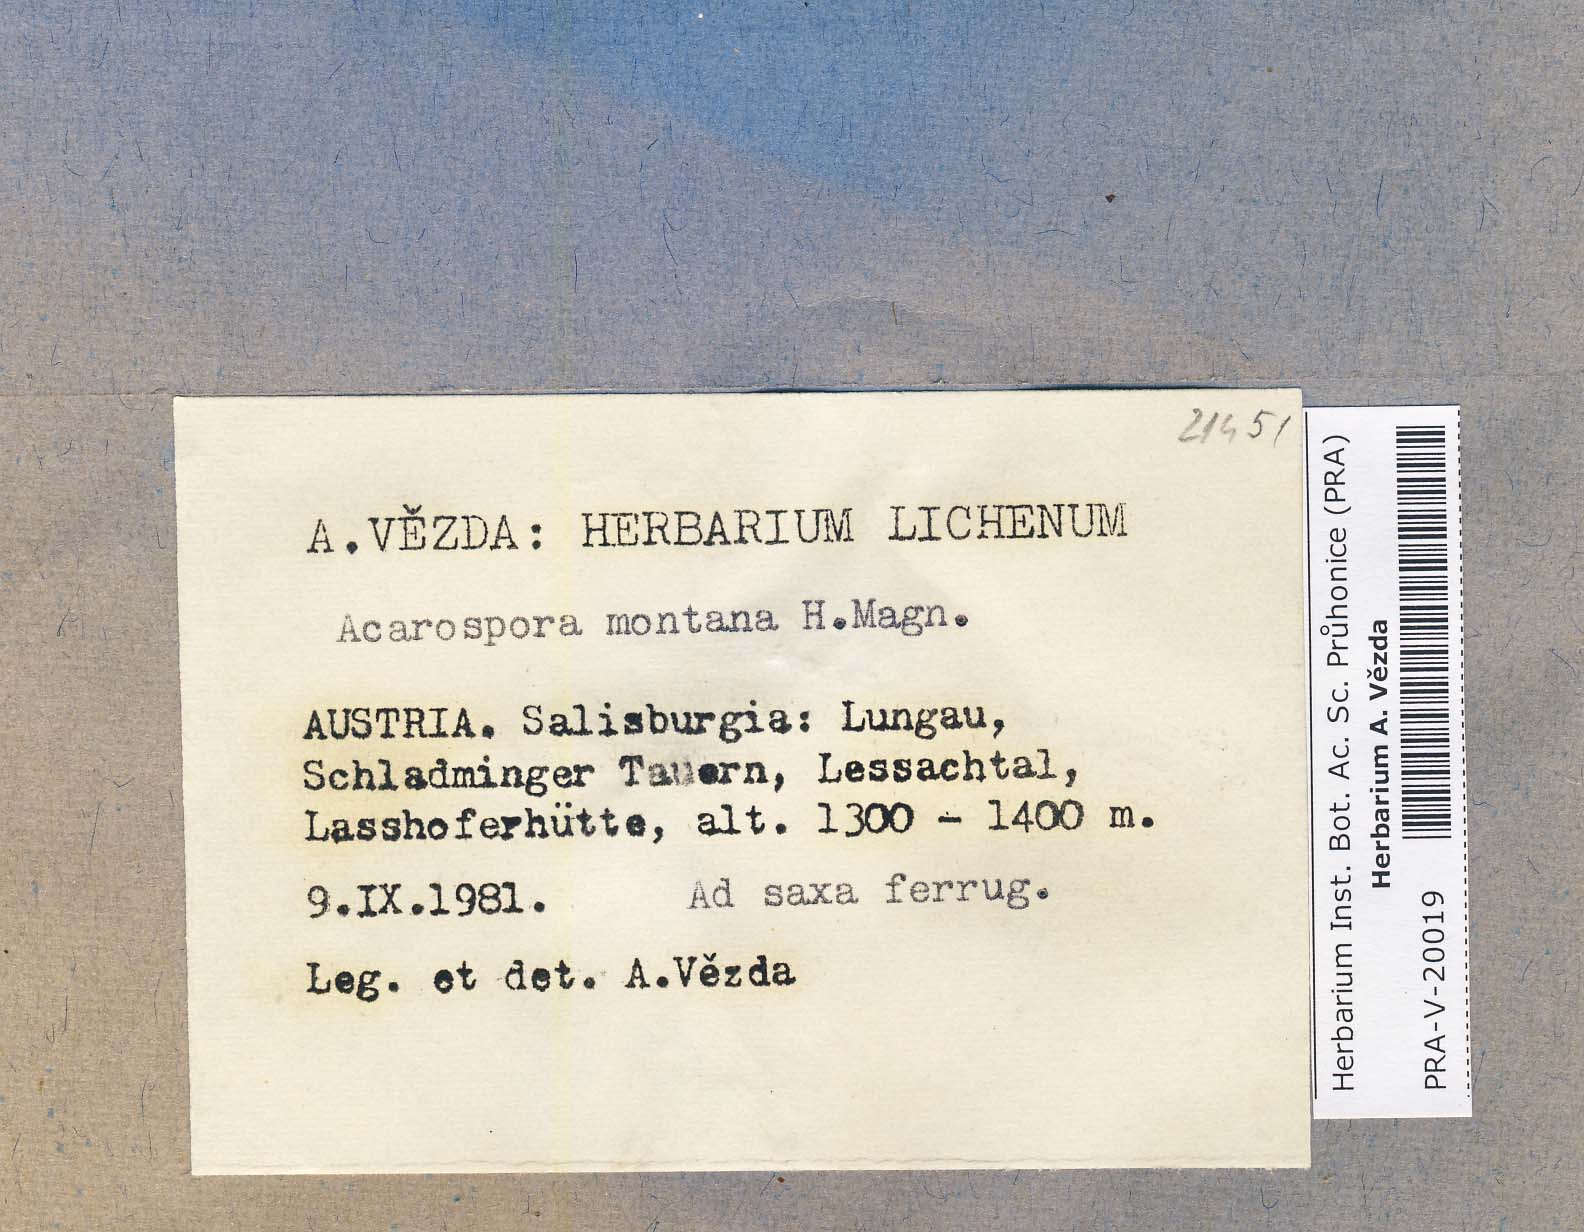 21451
A.VĚZDA: HERBARIUM LICHENUM
Acarospora montana H.Magn.
AUSTRIA. Salisburgia: Lungau,
Schladminger Tauern, Lessachtal,
Lasshoferhütte, alt. 1300 - 1400 m.
9.IX.1981. Ad saxa ferrug.
Leg. et det. A.Vězda
Herbarium Inst. Bot. Ac. Sc. Průhonice (PRA)
Herbarium A. Vězda
PRA-V-20019